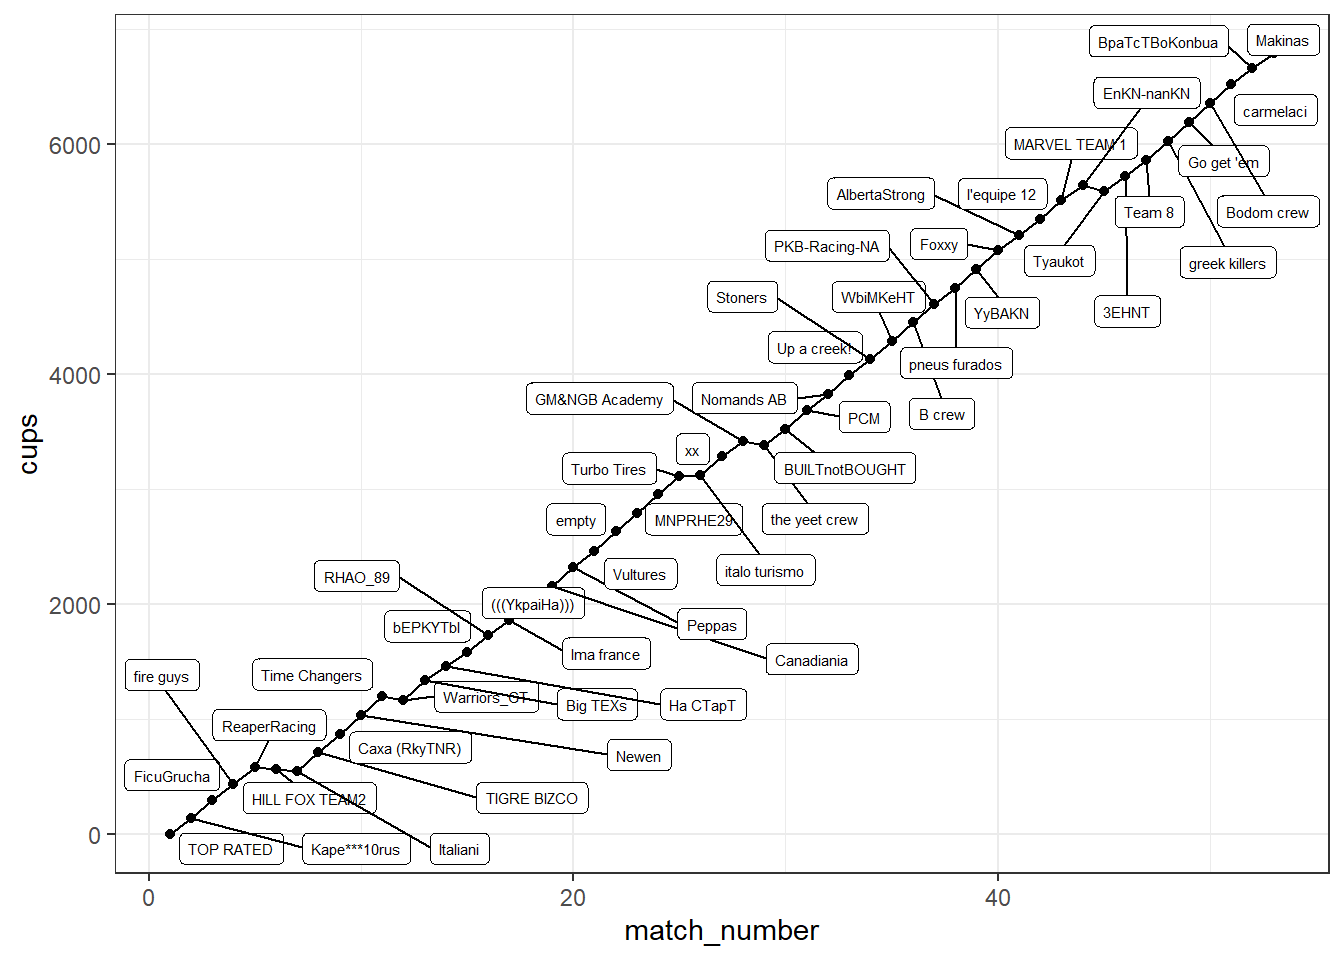 BpaTcTBoKonbua
Makinas
EnKN-nanKN
carmelaci
6000
MARVEL TEAM 1
Go get 'em
AlbertaStrong
l'equipe 12
Team 8
Bodom crew
PKB-Racing-NA
Foxxy
Tyaukot
greek killers
Stoners
WbiMKeHT
YyBAKN
3EHNT
Up a creek!
pneus furados
4000
GM&NGB Academy
Nomands AB
PCM
B crew
cups
xx
Turbo Tires
BUILTnotBOUGHT
empty
MNPRHE29
the yeet crew
RHAO_89
Vultures
italo turismo
2000
(((YkpaiHa)))
bEPKYTbl
Peppas
Ima france
Canadiania
fire guys
Time Changers
Warriors_GT
Big TEXs
Ha CTapT
ReaperRacing
Caxa (RkyTNR)
Newen
FicuGrucha
HILL FOX TEAM2
TIGRE BIZCO
0
TOP RATED
Kape***10rus
Italiani
0
20
40
match_number